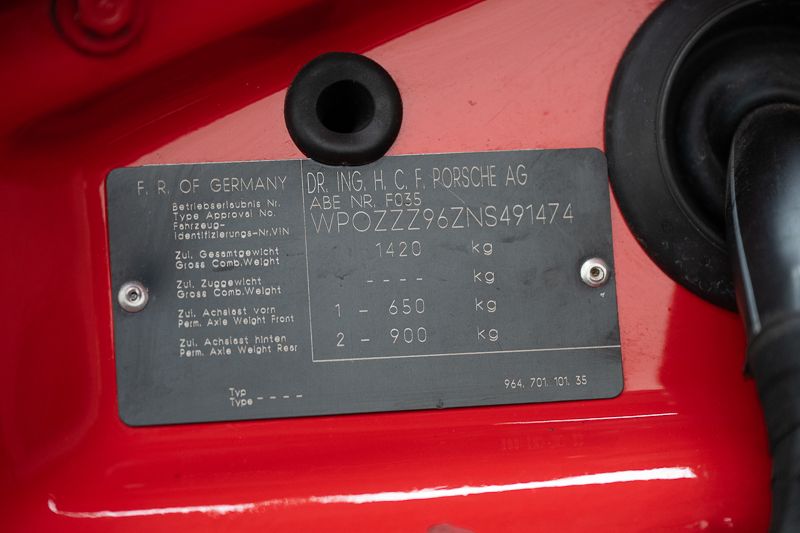 F. R. OF GERMANY
DR. ING. H. C. F. PORSCHE AG
Betriebserlaubnis Nr.
Type Approval No.
ABE NR. F035
Fahrzeug-
Identifizierungs-Nr.VIN
WP0ZZZ96ZNS491474
Zul. Gesamtgewicht
Gross Comb.Weight
1420 kg
Zul. Zuggewicht
Gross Comb.Weight
---- kg
Zul. Achslast vorn
Perm. Axle Weight Front
1 - 650 kg
Zul. Achslast hinten
Perm. Axle Weight Rear
2 - 900 kg
Typ
Type ----
964. 701. 101. 35